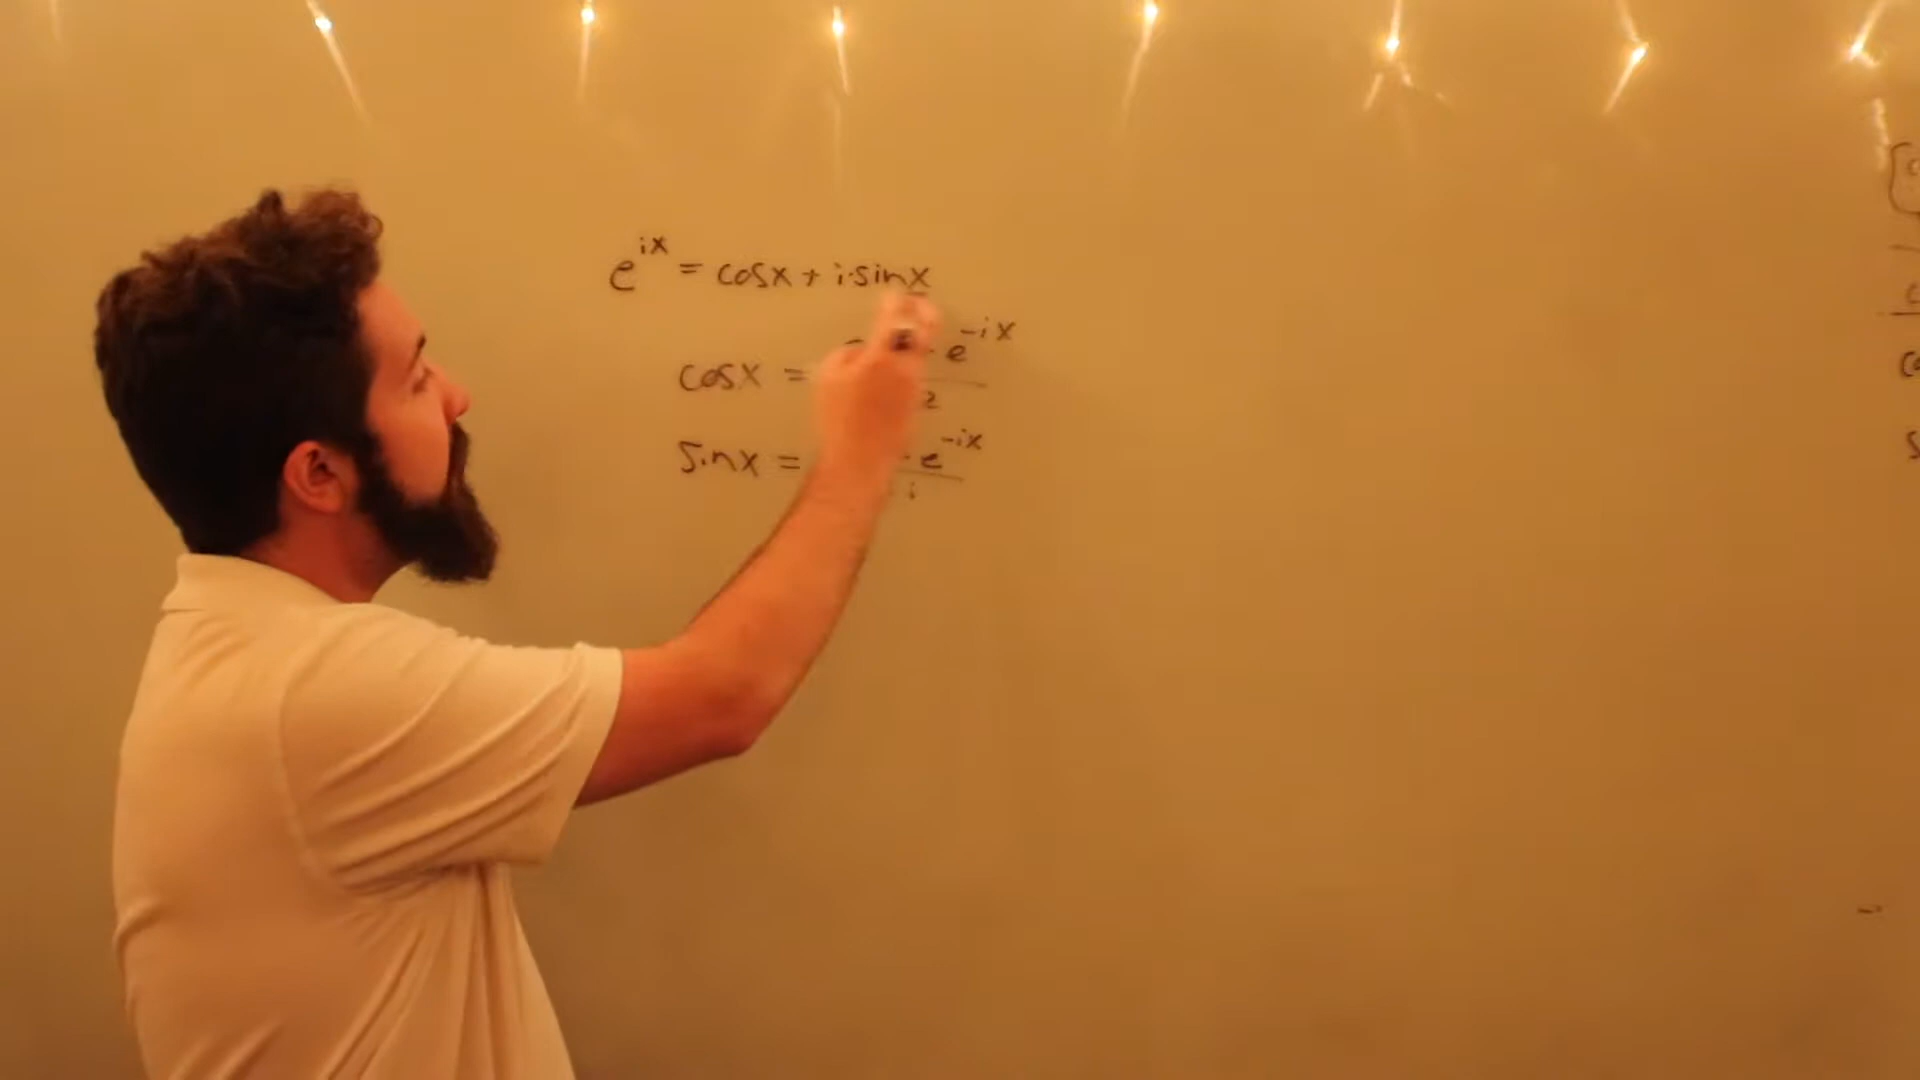 e^ix = cosx + i·sinx
cosx = e^-ix
2
sinx = e^-ix
i